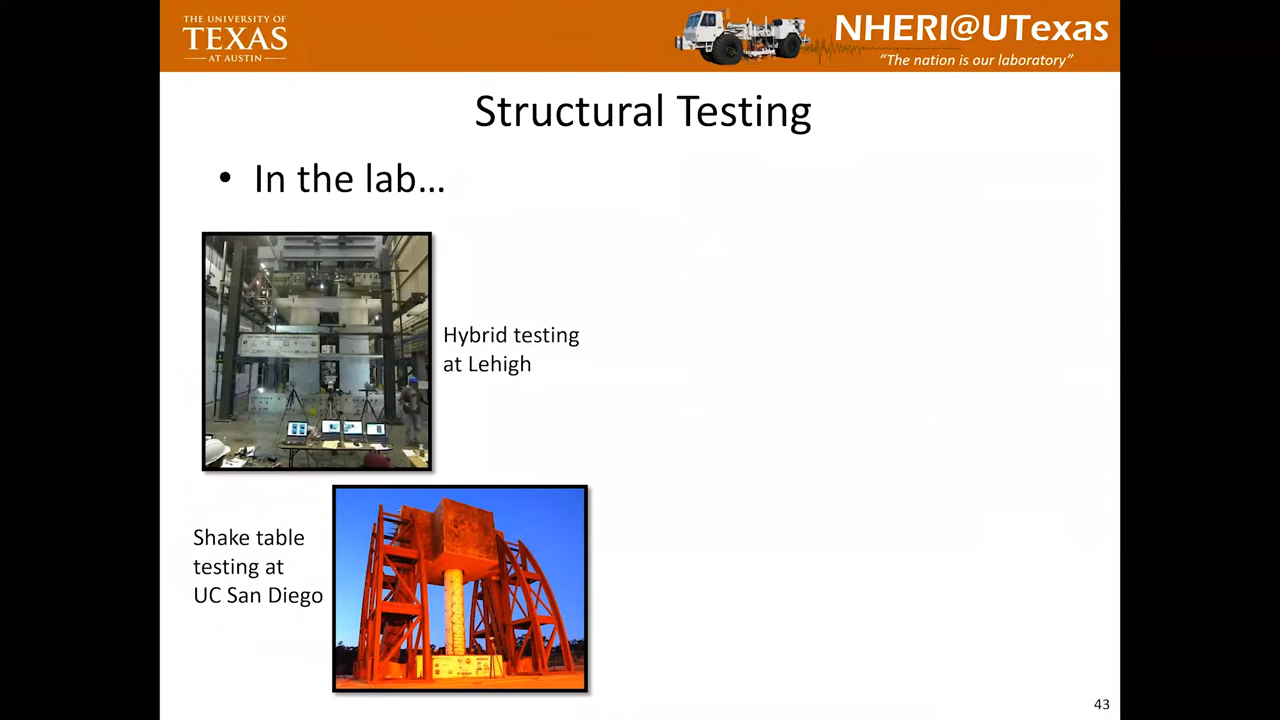 THE UNIVERSITY OF
TEXAS
AT AUSTIN
NHERI@UTexas
“The nation is our laboratory”
Structural Testing
• In the lab…
Hybrid testing
at Lehigh
Shake table
testing at
UC San Diego
43